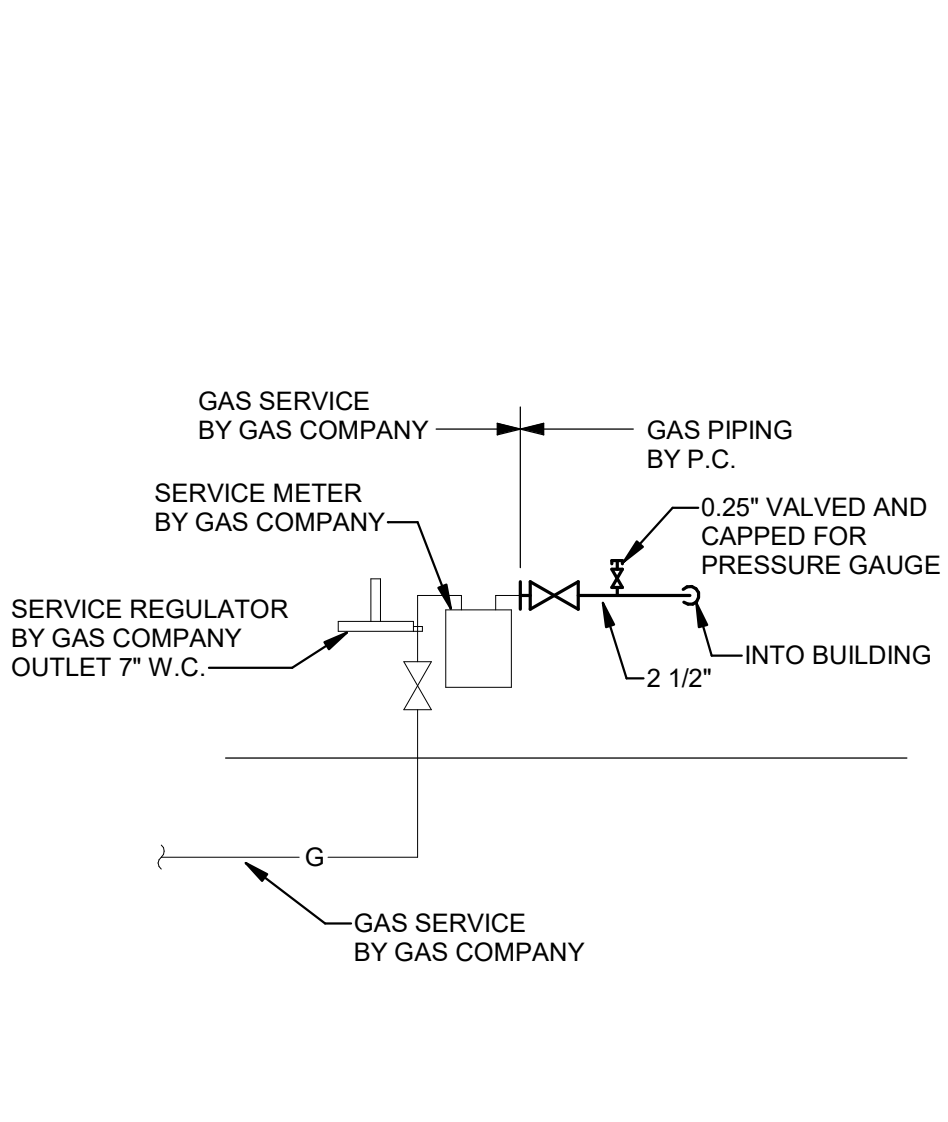 GAS SERVICE
BY GAS COMPANY
GAS PIPING
BY P.C.
SERVICE METER
BY GAS COMPANY
0.25" VALVED AND
CAPPED FOR
PRESSURE GAUGE
SERVICE REGULATOR
BY GAS COMPANY
OUTLET 7" W.C.
INTO BUILDING
2 1/2"
G
GAS SERVICE
BY GAS COMPANY